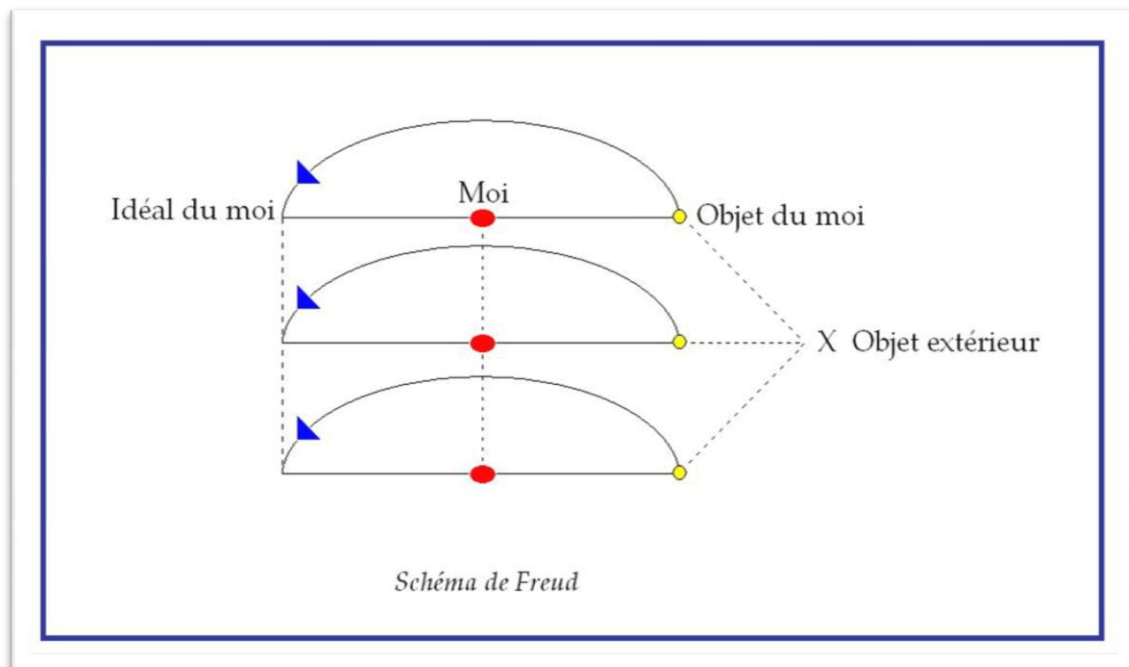 Moi
Idéal du moi
Objet du moi
X Objet extérieur
Schéma de Freud